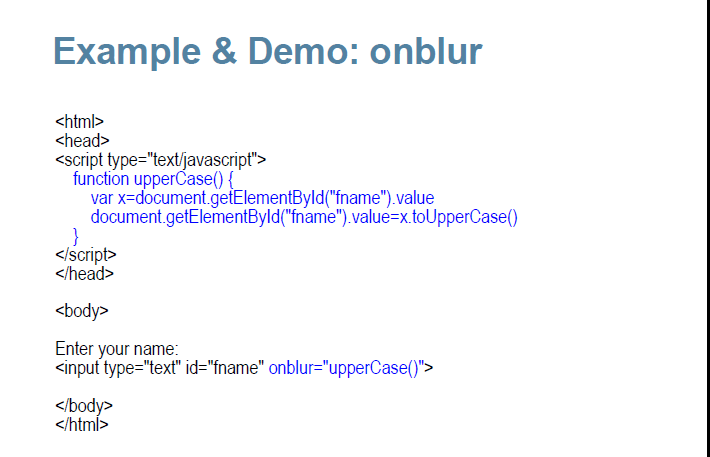 Example & Demo: onblur
<html>
<head>
<script type="text/javascript">
function upperCase() {
var x=document.getElementById("fname").value
document.getElementById("fname").value=x.toUpperCase()
}
</script>
</head>
<body>
Enter your name:
<input type="text" id="fname" onblur="upperCase()">
</body>
</html>